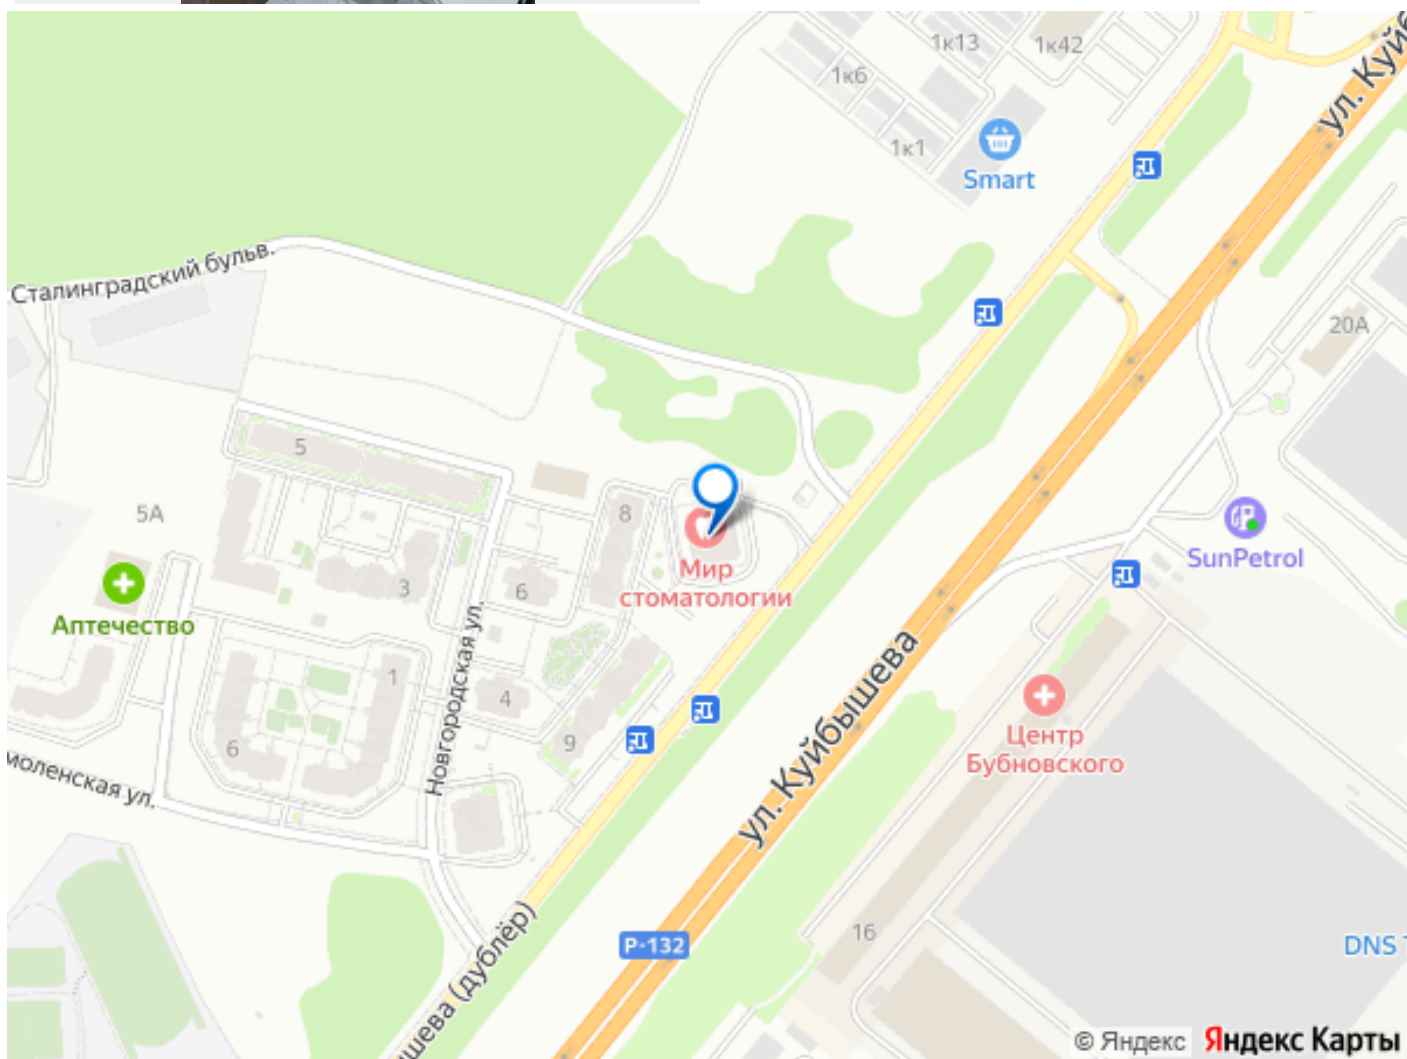 1к13
1к42
ул. Куйб
1к6
1к1
Smart
Сталинградский бульв.
20А
5
5А
8
SunPetrol
Мир
стоматологии
3
6
Аптечество
Новгородская ул.
1
4
6
9
ул. Куйбышева
Центр
Бубновского
моленская ул.
16
Р-132
DNS
шева (дублёр)
© Яндекс Яндекс Карты